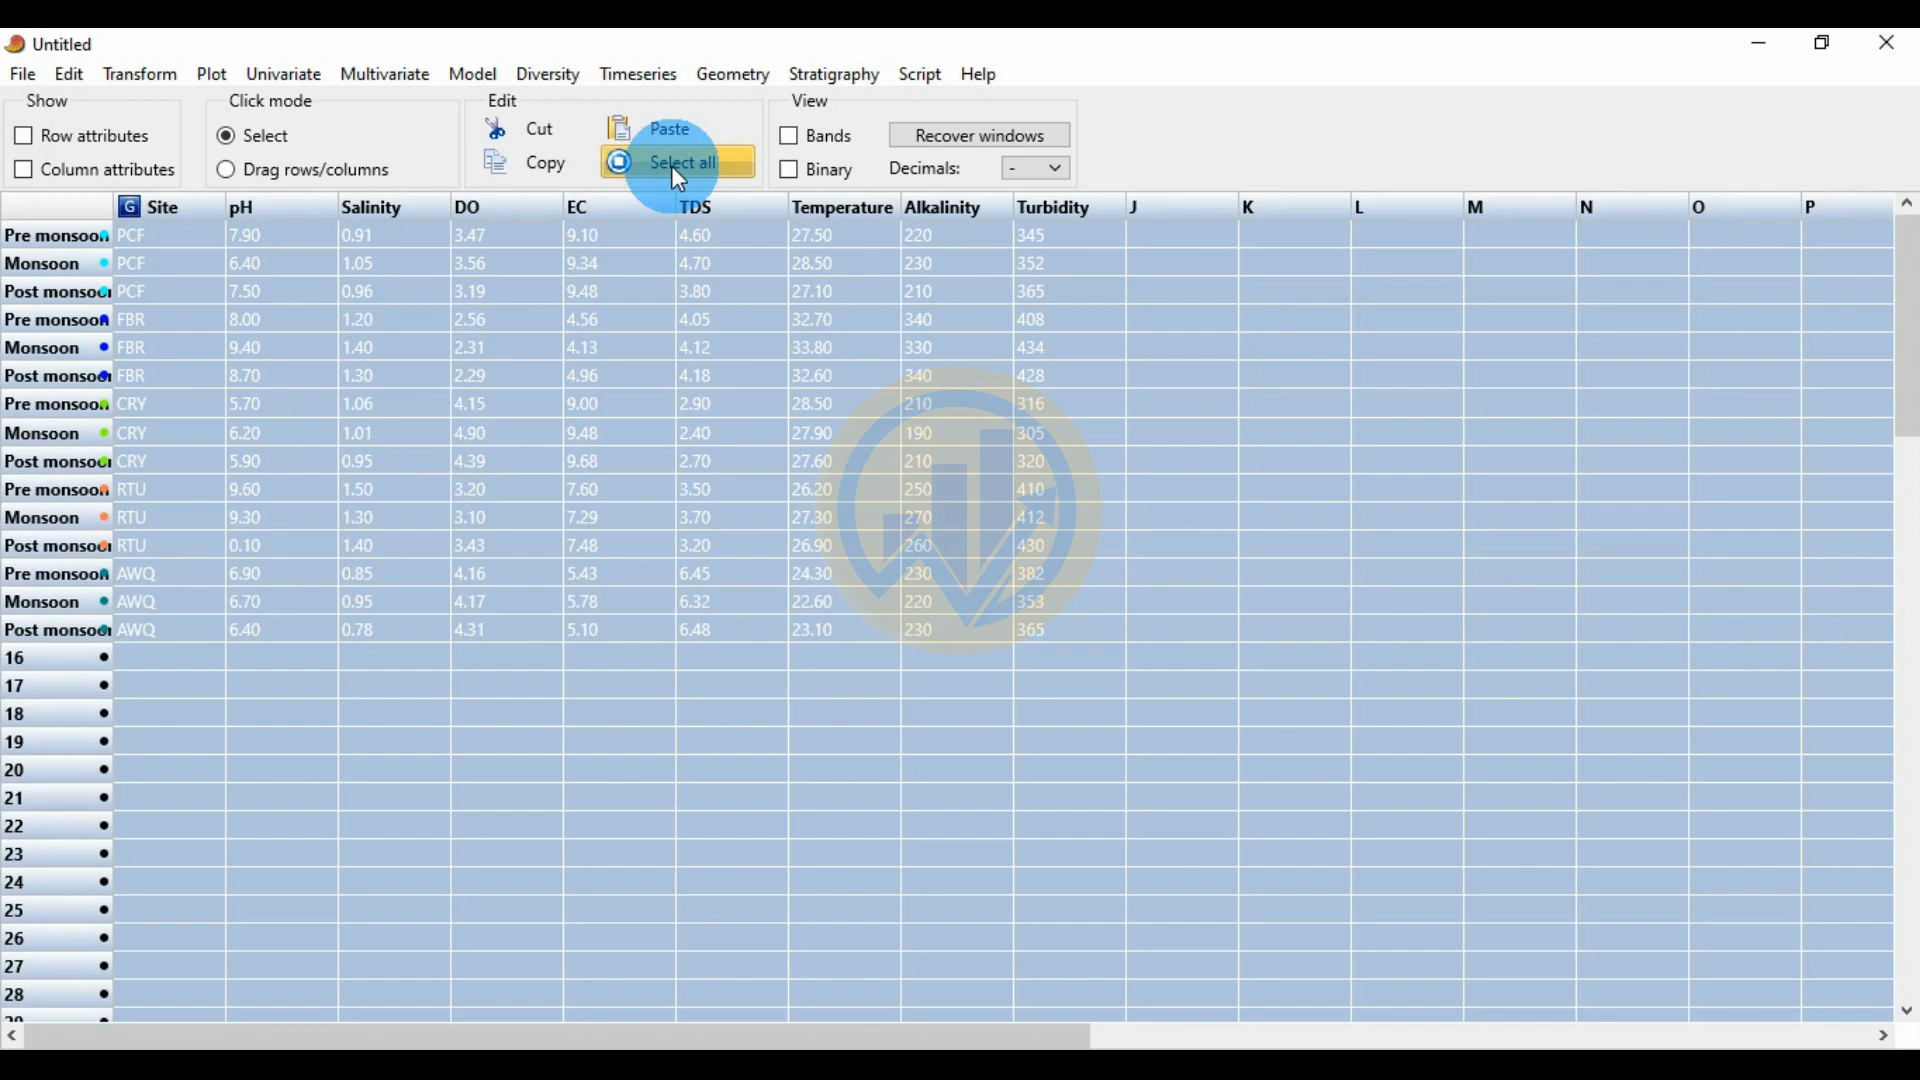 Untitled
File Edit Transform Plot Univariate Multivariate Model Diversity Timeseries Geometry Stratigraphy Script Help
Show Click mode Edit View
Row attributes Select Cut Paste Bands Recover windows
Column attributes Drag rows/columns Copy Select all Binary Decimals: -
G Site pH Salinity DO EC TDS Temperature Alkalinity Turbidity J K L M N O P
Pre monsoon PCF 7.90 0.91 3.47 9.10 4.60 27.50 220 345
Monsoon PCF 6.40 1.05 3.56 9.34 4.70 28.50 230 352
Post monsoon PCF 7.50 0.96 3.19 9.48 3.80 27.10 210 365
Pre monsoon FBR 8.00 1.20 2.56 4.56 4.05 32.70 340 408
Monsoon FBR 9.40 1.40 2.31 4.13 4.12 33.80 330 434
Post monsoon FBR 8.70 1.30 2.29 4.96 4.18 32.60 340 428
Pre monsoon CRY 5.70 1.06 4.15 9.00 2.90 28.50 210 316
Monsoon CRY 6.20 1.01 4.90 9.48 2.40 27.90 190 305
Post monsoon CRY 5.90 0.95 4.39 9.68 2.70 27.60 210 320
Pre monsoon RTU 9.60 1.50 3.20 7.60 3.50 26.20 250 410
Monsoon RTU 9.30 1.30 3.10 7.29 3.70 27.30 270 412
Post monsoon RTU 0.10 1.40 3.43 7.48 3.20 26.90 260 430
Pre monsoon AWQ 6.90 0.85 4.16 5.43 6.45 24.30 230 382
Monsoon AWQ 6.70 0.95 4.17 5.78 6.32 22.60 220 353
Post monsoon AWQ 6.40 0.78 4.31 5.10 6.48 23.10 230 365
16
17
18
19
20
21
22
23
24
25
26
27
28